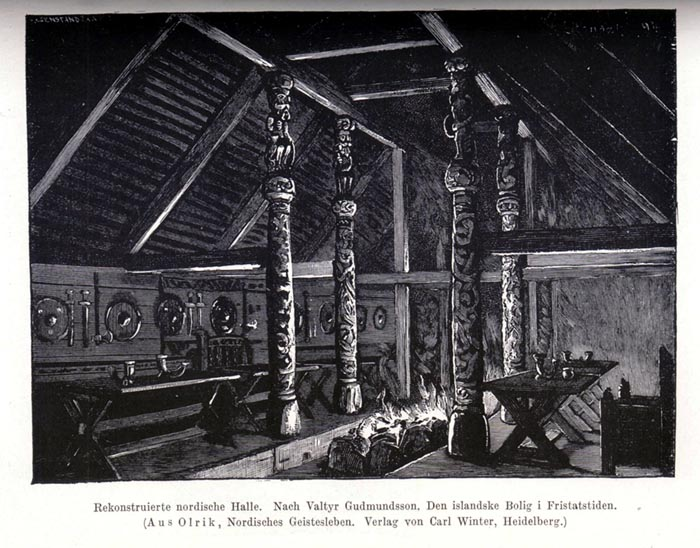 Rekonstruierte nordische Halle. Nach Valtyr Gudmundsson. Den islandske Bolig i Fristatstiden.
(Aus Olrik, Nordisches Geistesleben. Verlag von Carl Winter, Heidelberg.)